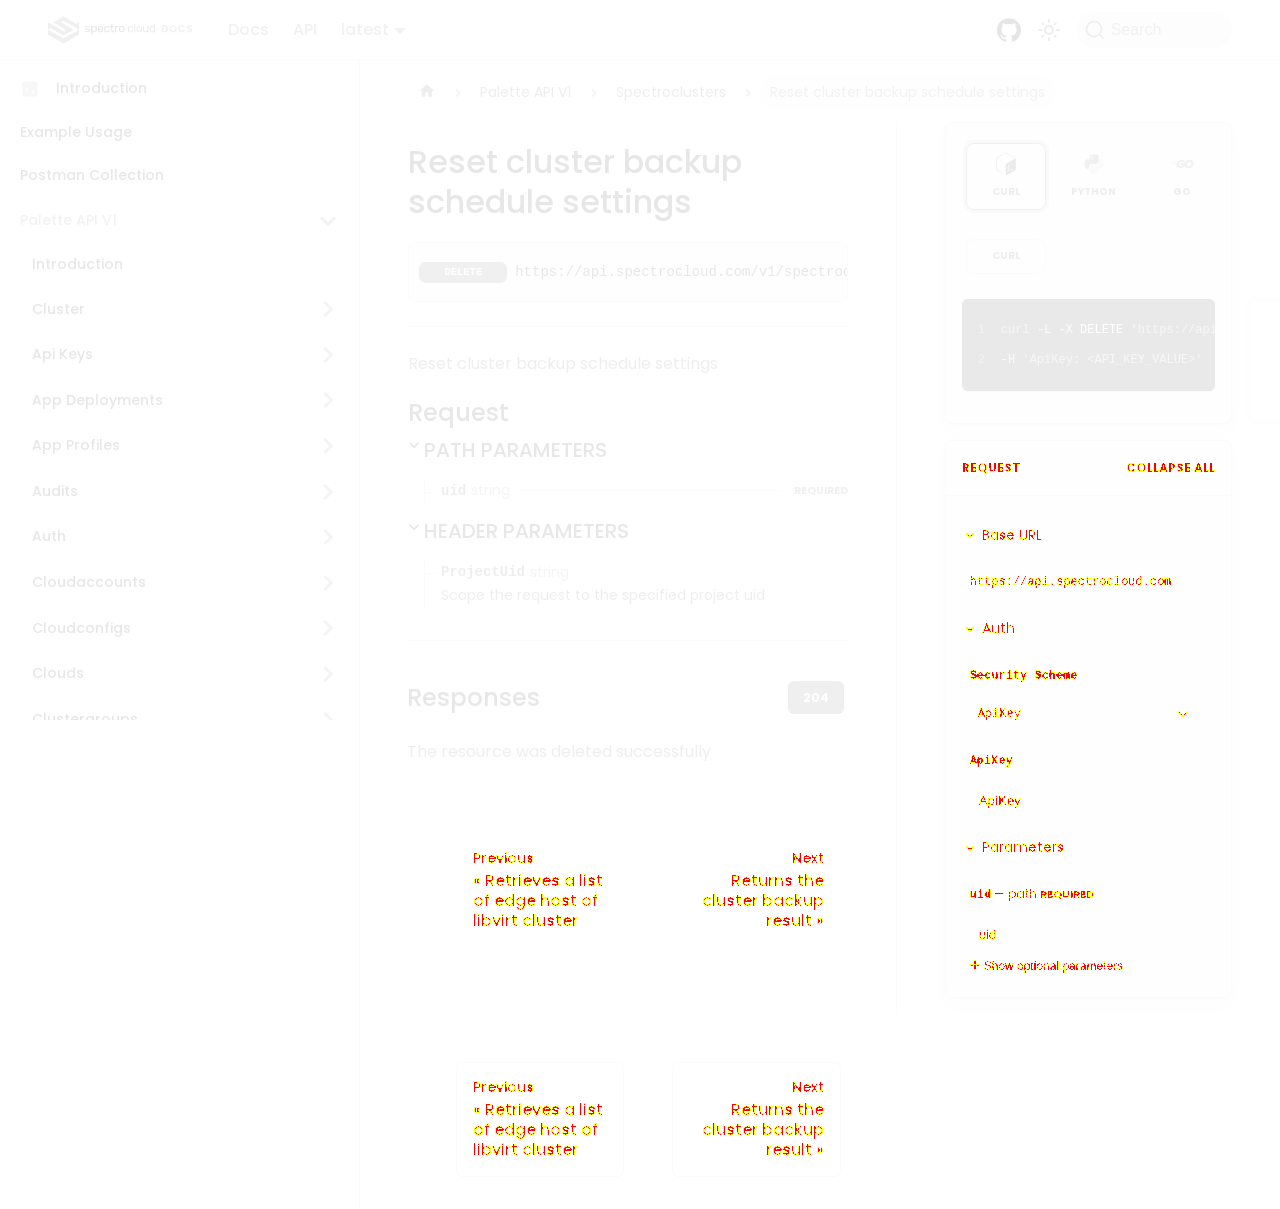 spectro cloud DOCS
Docs
API
latest
Search
Introduction
Example Usage
Postman Collection
Palette API V1
Introduction
Cluster
Api Keys
App Deployments
App Profiles
Audits
Auth
Cloudaccounts
Cloudconfigs
Clouds
Clustergroups
Palette API V1
Spectroclusters
Reset cluster backup schedule settings
Reset cluster backup
schedule settings
DELETE https://api.spectrocloud.com/v1/spectroc
Reset cluster backup schedule settings
Request
PATH PARAMETERS
uid string REQUIRED
HEADER PARAMETERS
ProjectUid string
Scope the request to the specified project uid
Responses
204
The resource was deleted successfully
Previous
« Retrieves a list
of edge host of
libvirt cluster
Next
Returns the
cluster backup
result »
Previous
« Retrieves a list
of edge host of
libvirt cluster
Next
Returns the
cluster backup
result »
CURL
PYTHON
GO
CURL
1 curl -L -X DELETE 'https://api
2 -H 'ApiKey: <API_KEY_VALUE>'
REQUEST
COLLAPSE ALL
Base URL
https://api.spectrocloud.com
Auth
Security Scheme
ApiKey
ApiKey
ApiKey
Parameters
uid — path REQUIRED
uid
Show optional parameters